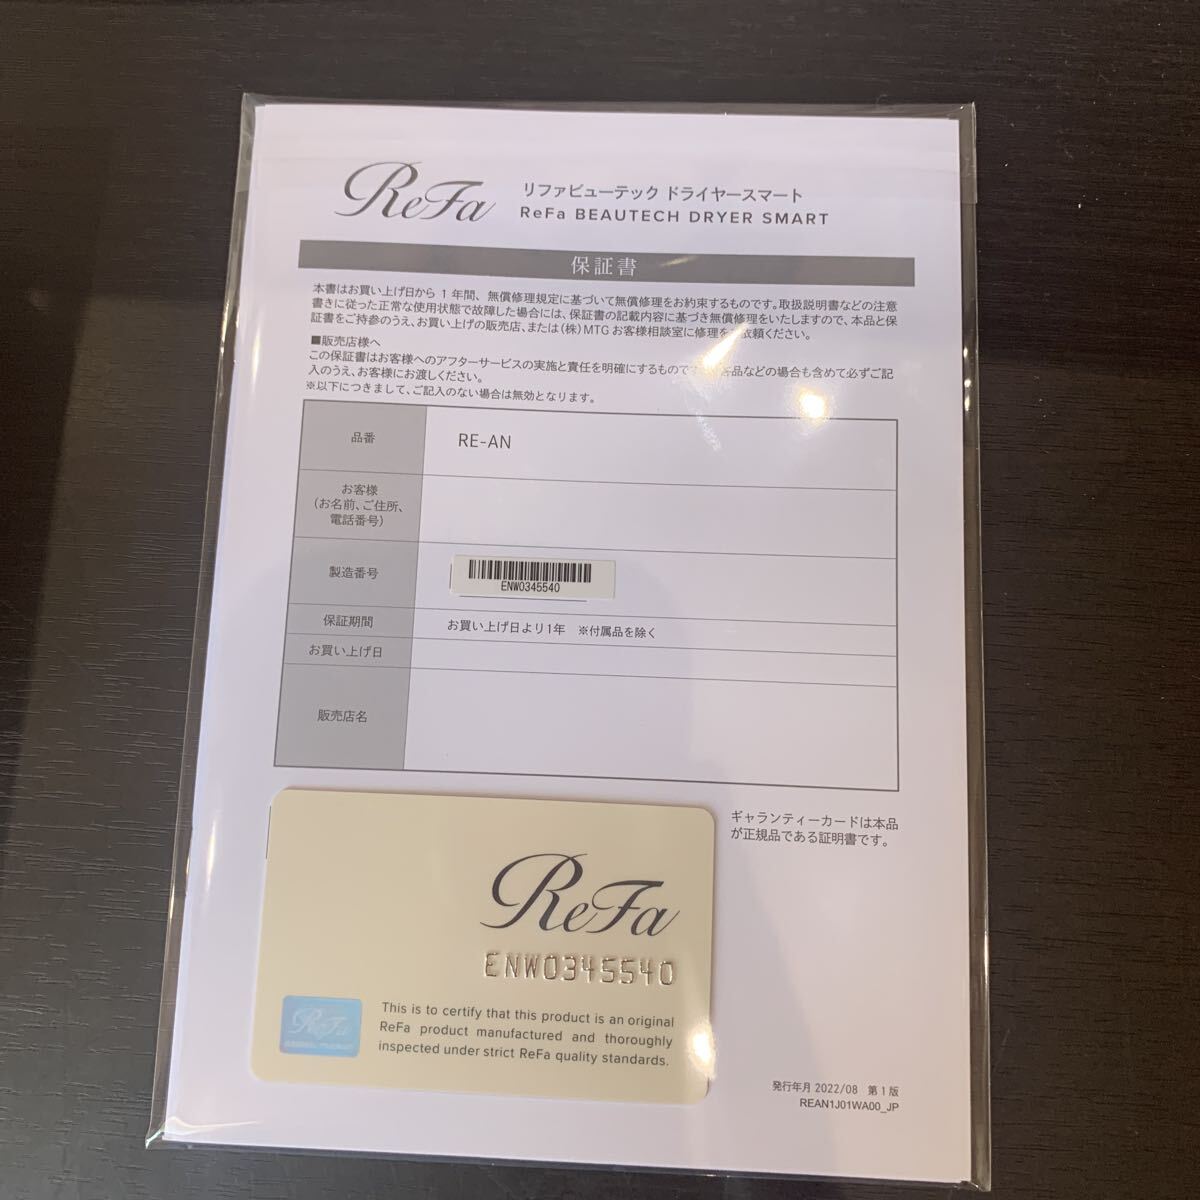 ReFa
リファビューテック ドライヤースマート
ReFa BEAUTECH DRYER SMART
保証書
本書はお買い上げ日から 1 年間、無償修理規定に基づいて無償修理をお約束するものです。取扱説明書などの注意
書きに従った正常な使用状態で故障した場合には、保証書の記載内容に基づき無償修理をいたしますので、本品と保
証書をご持参のうえ、お買い上げの販売店、または（株）MTG お客様相談室に修理を依頼ください。
■販売店様へ
この保証書はお客様へのアフターサービスの実施と責任を明確にするものです 品などの場合も含めて必ずご記
入のうえ、お客様にお渡しください。
※以下につきまして、ご記入のない場合は無効となります。
品番
RE-AN
お客様
（お名前、ご住所、
電話番号）
製造番号
ENW0345540
保証期間
お買い上げ日より1年 ※付属品を除く
お買い上げ日
販売店名
ギャランティーカードは本品
が正規品である証明書です。
ReFa
ENW0345540
ReFa
This is to certify that this product is an original
ReFa product manufactured and thoroughly
inspected under strict ReFa quality standards.
発行年月 2022/08 第 1 版
REAN1J01WA00_JP